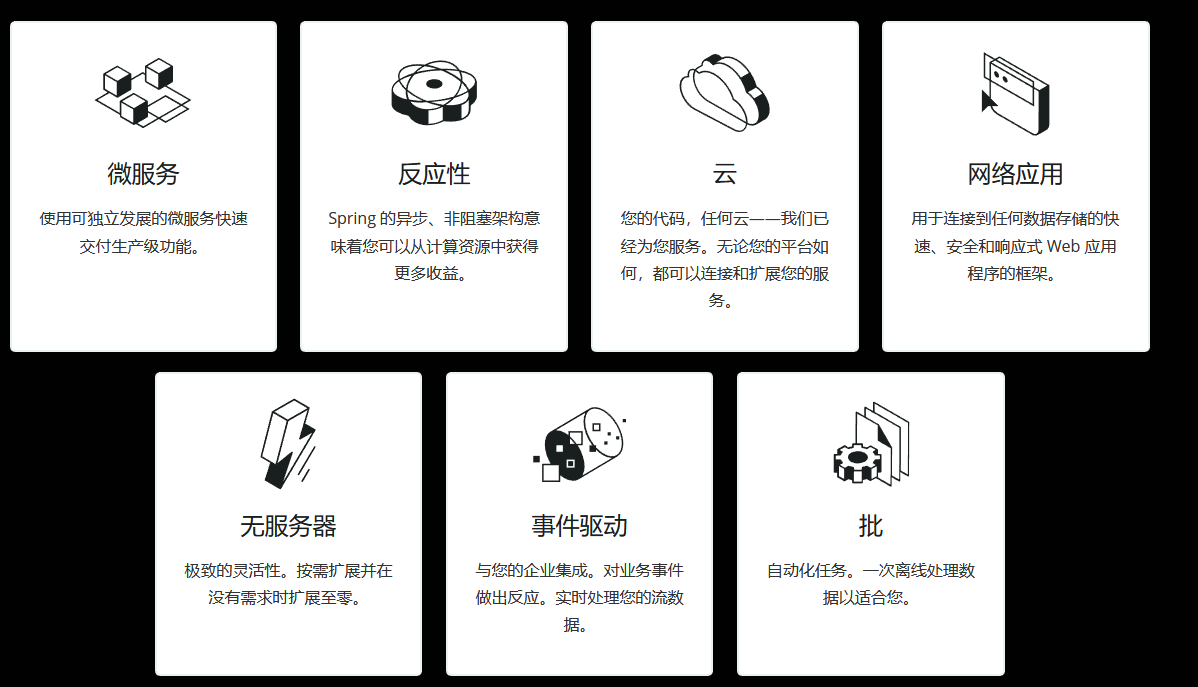 微服务
使用可独立发展的微服务快速
交付生产级功能。
反应性
Spring 的异步、非阻塞架构意
味着您可以从计算资源中获得
更多收益。
云
您的代码，任何云——我们已
经为您服务。无论您的平台如
何，都可以连接和扩展您的服
务。
网络应用
用于连接到任何数据存储的快
速、安全和响应式 Web 应用
程序的框架。
无服务器
极致的灵活性。按需扩展并在
没有需求时扩展至零。
事件驱动
与您的企业集成。对业务事件
做出反应。实时处理您的流数
据。
批
自动化任务。一次离线处理数
据以适合您。